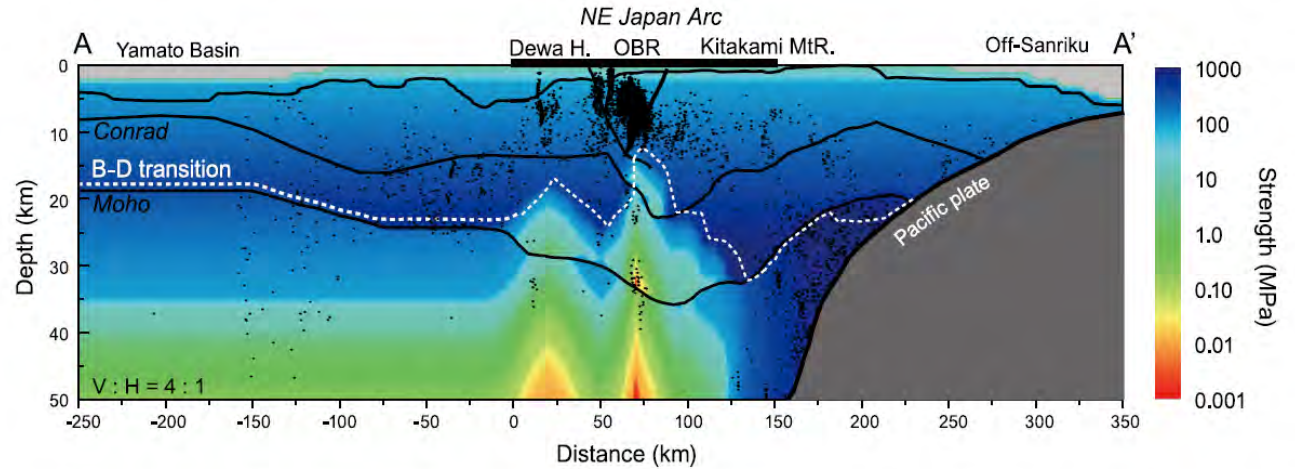 NE Japan Arc
A Yamato Basin Dewa H. OBR Kitakami MtR. Off-Sanriku A'
0
10
20
30
40
50
Depth (km)
Conrad
B-D transition
Moho
Pacific plate
V : H = 4 : 1
-250 -200 -150 -100 -50 0 50 100 150 200 250 300 350
Distance (km)
1000
100
10
1.0
0.10
0.01
0.001
Strength (MPa)